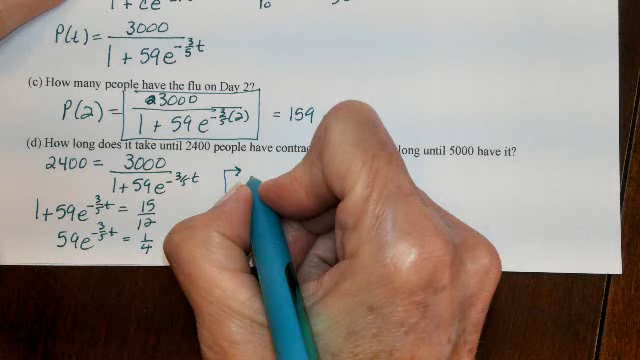 P(t) = 3000 / 1 + 59e^-3/5 t
(c) How many people have the flu on Day 2?
P(2) = 3000 / 1 + 59e^-3/5(2) = 159
(d) How long does it take until 2400 people have long until 5000 have it?
2400 = 3000 / 1 + 59e^-3/5 t
1 + 59e^-3/5 t = 15/12
59e^-3/5 t = 1/4